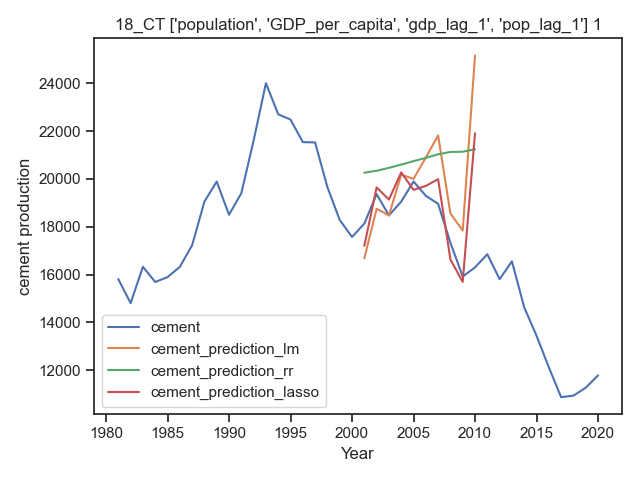 18_CT ['population', 'GDP_per_capita', 'gdp_lag_1', 'pop_lag_1'] 1
24000
22000
20000
18000
16000
14000
12000
cement production
cement
cement_prediction_lm
cement_prediction_rr
cement_prediction_lasso
1980 1985 1990 1995 2000 2005 2010 2015 2020
Year